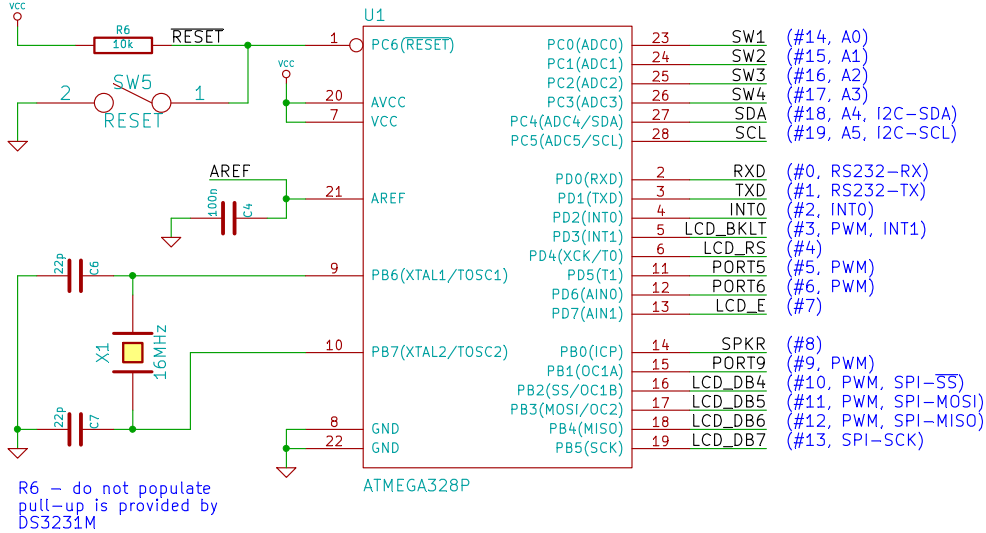 VCC
R6
10k
RESET
SW5
2
1
RESET
VCC
AREF
100n
C4
22p
C6
X1
16MHz
22p
C7
R6 – do not populate
pull-up is provided by
DS3231M
U1
1 PC6(RESET)
20 AVCC
7 VCC
21 AREF
9 PB6(XTAL1/TOSC1)
10 PB7(XTAL2/TOSC2)
8 GND
22 GND
PC0(ADC0) 23 SW1 (#14, A0)
PC1(ADC1) 24 SW2 (#15, A1)
PC2(ADC2) 25 SW3 (#16, A2)
PC3(ADC3) 26 SW4 (#17, A3)
PC4(ADC4/SDA) 27 SDA (#18, A4, I2C-SDA)
PC5(ADC5/SCL) 28 SCL (#19, A5, I2C-SCL)
PD0(RXD) 2 RXD (#0, RS232-RX)
PD1(TXD) 3 TXD (#1, RS232-TX)
PD2(INT0) 4 INT0 (#2, INT0)
PD3(INT1) 5 LCD_BKLT (#3, PWM, INT1)
PD4(XCK/T0) 6 LCD_RS (#4)
PD5(T1) 11 PORT5 (#5, PWM)
PD6(AIN0) 12 PORT6 (#6, PWM)
PD7(AIN1) 13 LCD_E (#7)
PB0(ICP) 14 SPKR (#8)
PB1(OC1A) 15 PORT9 (#9, PWM)
PB2(SS/OC1B) 16 LCD_DB4 (#10, PWM, SPI-SS)
PB3(MOSI/OC2) 17 LCD_DB5 (#11, PWM, SPI-MOSI)
PB4(MISO) 18 LCD_DB6 (#12, PWM, SPI-MISO)
PB5(SCK) 19 LCD_DB7 (#13, SPI-SCK)
ATMEGA328P